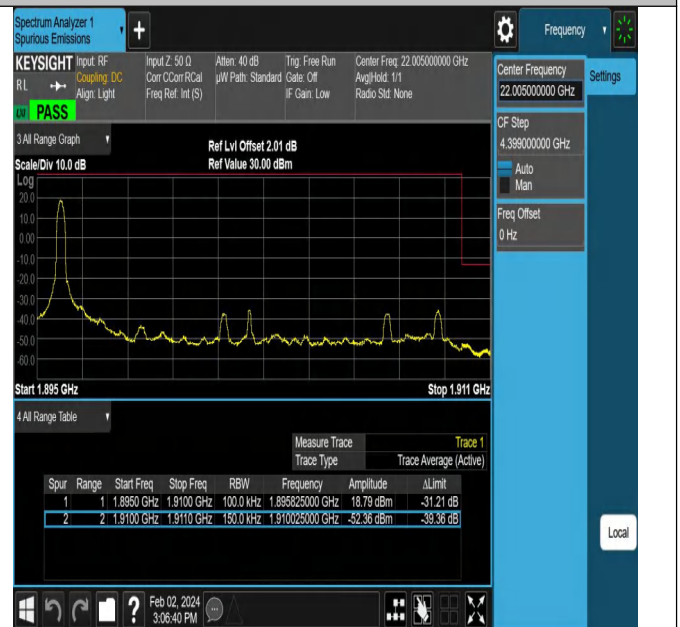 Spectrum Analyzer 1
Spurious Emissions
Frequency
KEYSIGHT Input: RF Input Z: 50 Ω Atten: 40 dB Trig: Free Run Center Freq: 22.005000000 GHz
RL Coupling: DC Corr CCorr RCal µW Path: Standard Gate: Off Avg|Hold: 1/1
Align: Light Freq Ref: Int (S) IF Gain: Low Radio Std: None
LXI PASS
Center Frequency
22.005000000 GHz
Settings
CF Step
4.399000000 GHz
Auto
Man
Freq Offset
0 Hz
3 All Range Graph
Ref Lvl Offset 2.01 dB
Scale/Div 10.0 dB Ref Value 30.00 dBm
Log
20.0
10.0
0.00
-10.0
-20.0
-30.0
-40.0
-50.0
-60.0
Start 1.895 GHz Stop 1.911 GHz
4 All Range Table
Measure Trace Trace 1
Trace Type Trace Average (Active)
Spur Range Start Freq Stop Freq RBW Frequency Amplitude ΔLimit
1 1 1.8950 GHz 1.9100 GHz 100.0 kHz 1.895825000 GHz 18.79 dBm -31.21 dB
2 2 1.9100 GHz 1.9110 GHz 150.0 kHz 1.910025000 GHz -52.36 dBm -39.36 dB
Local
? Feb 02, 2024
3:06:40 PM